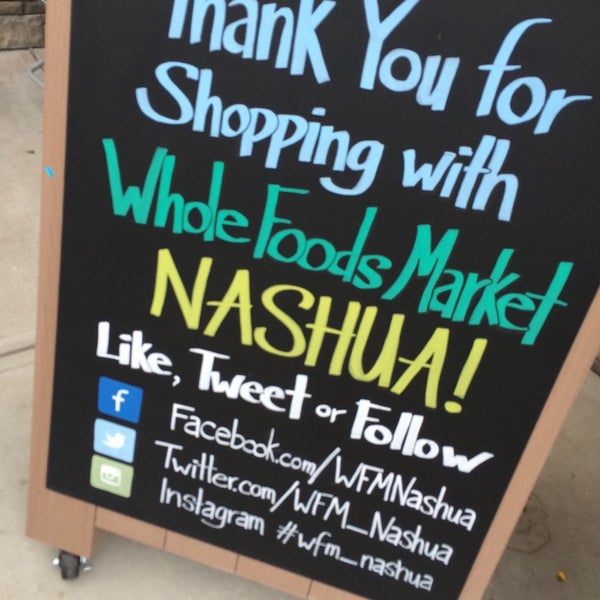 Thank You for
Shopping with
Whole Foods Market
NASHUA!
Like, Tweet or Follow
Facebook.com/WFMNashua
Twitter.com/WFM_Nashua
Instagram #wfm_nashua